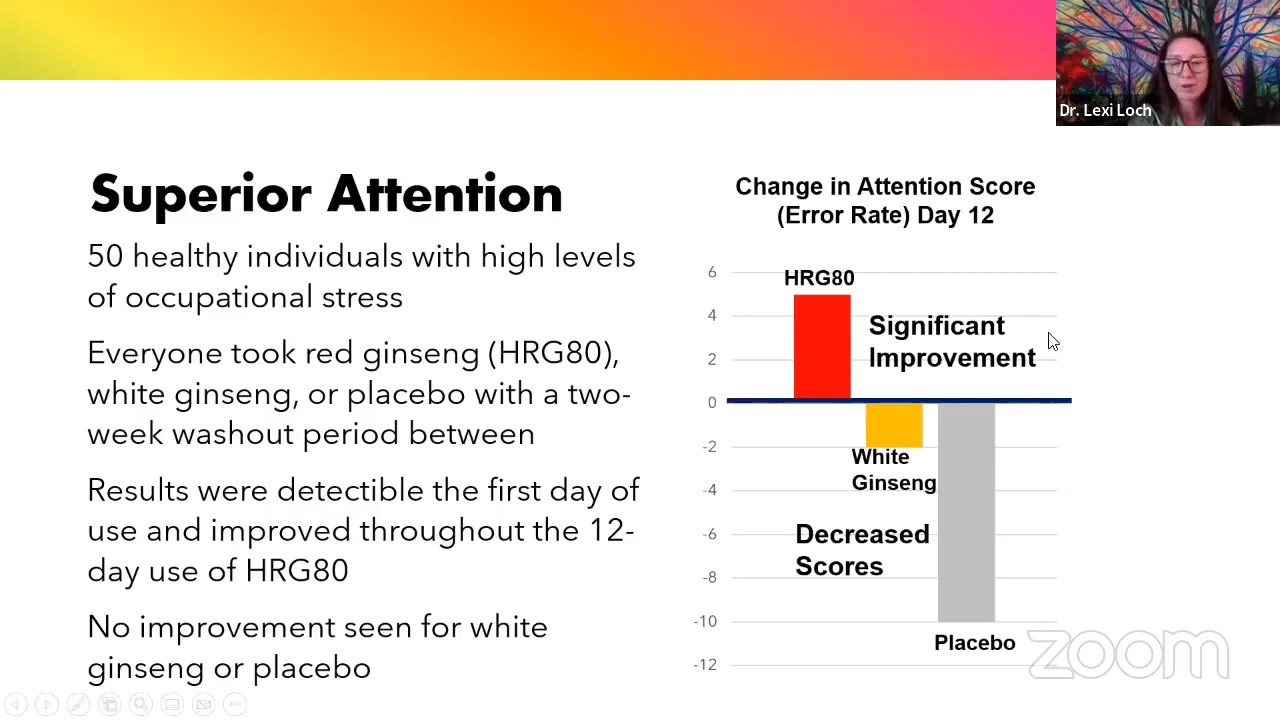 Dr. Lexi Loch
Superior Attention
50 healthy individuals with high levels
of occupational stress
Everyone took red ginseng (HRG80),
white ginseng, or placebo with a two-
week washout period between
Results were detectible the first day of
use and improved throughout the 12-
day use of HRG80
No improvement seen for white
ginseng or placebo
Change in Attention Score
(Error Rate) Day 12
6
4
2
0
-2
-4
-6
-8
-10
-12
HRG80
Significant
Improvement
White
Ginseng
Decreased
Scores
Placebo
zoom